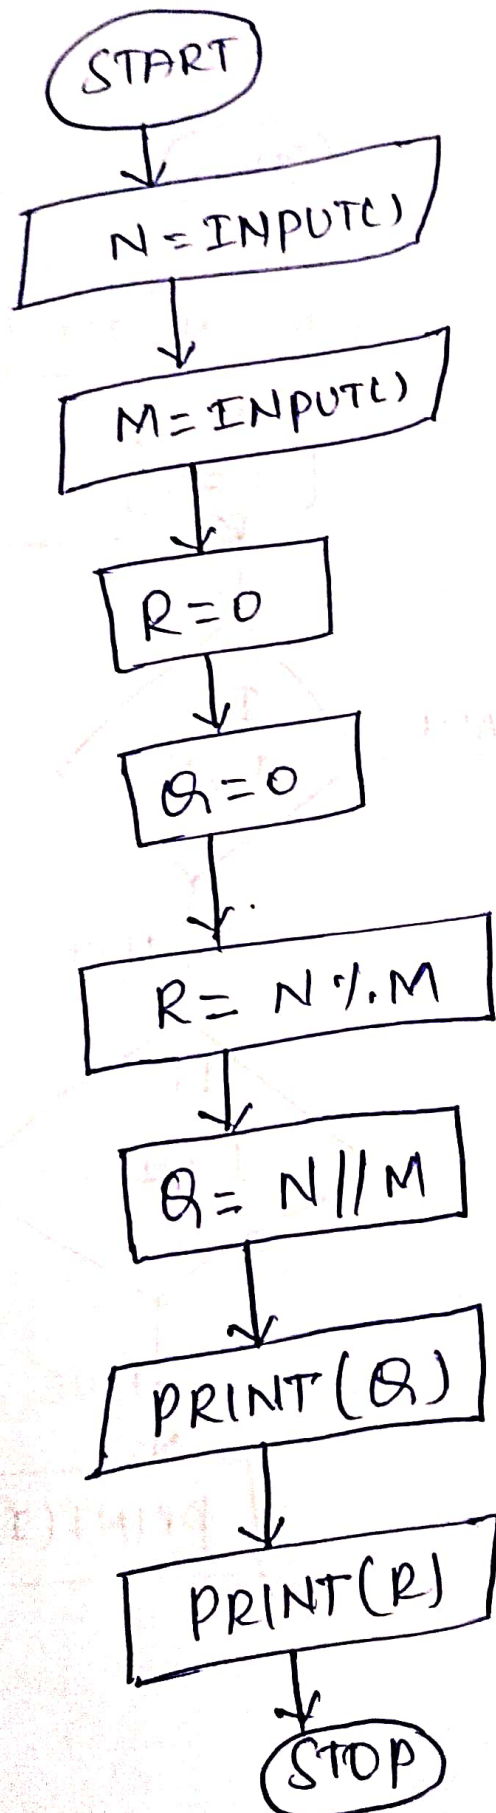 START
N = INPUT()
M = INPUT()
R = 0
Q = 0
R = N % M
Q = N // M
PRINT (Q)
PRINT (R)
STOP